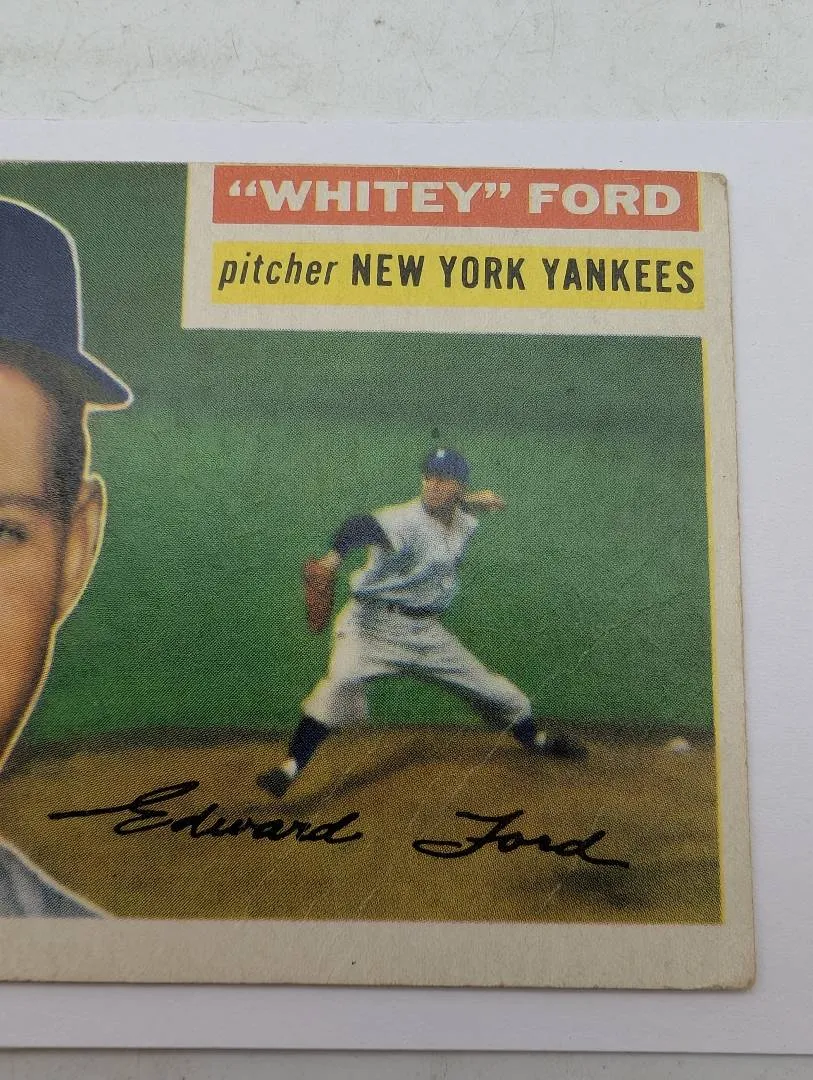 “WHITEY” FORD
pitcher NEW YORK YANKEES
Edward Ford